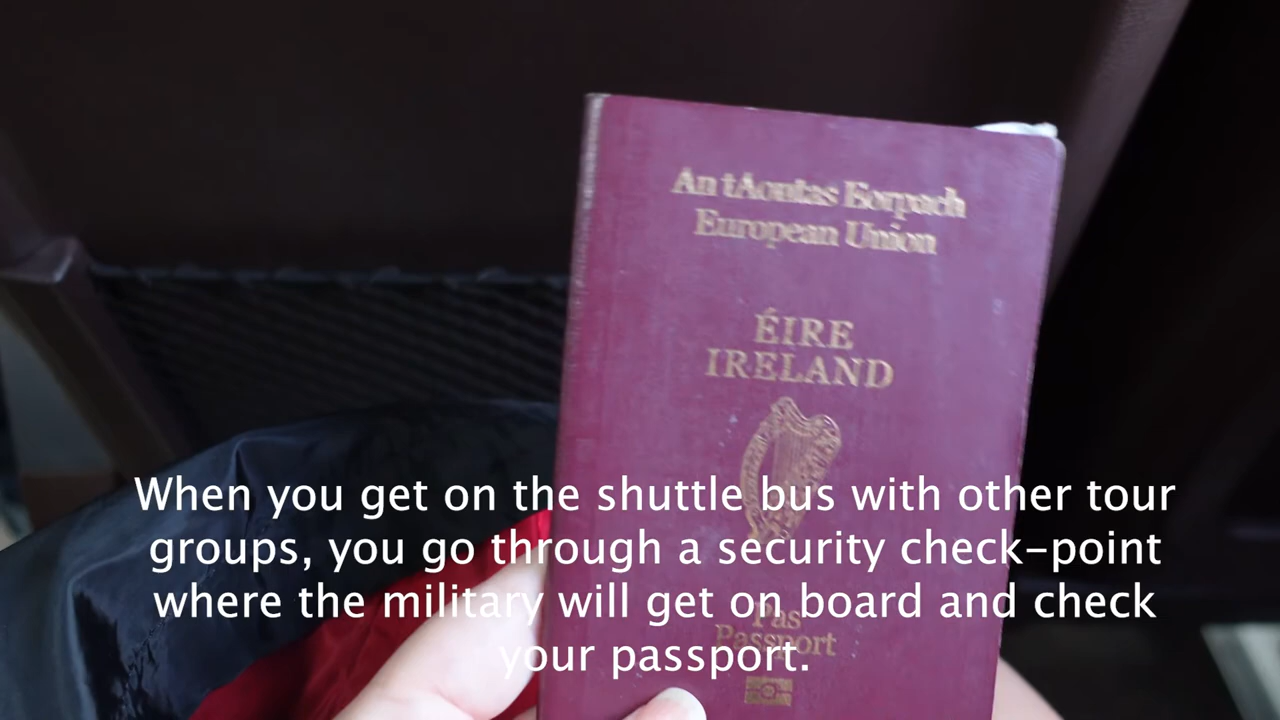 An tAontas Eorpach
European Union
ÉIRE
IRELAND
When you get on the shuttle bus with other tour
groups, you go through a security check-point
where the military will get on board and check
your passport.
Pas
Passport